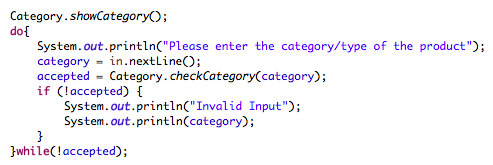 Category.showCategory();
do{
    System.out.println("Please enter the category/type of the product");
    category = in.nextLine();
    accepted = Category.checkCategory(category);
    if (!accepted) {
        System.out.println("Invalid Input");
        System.out.println(category);
    }
}while(!accepted);